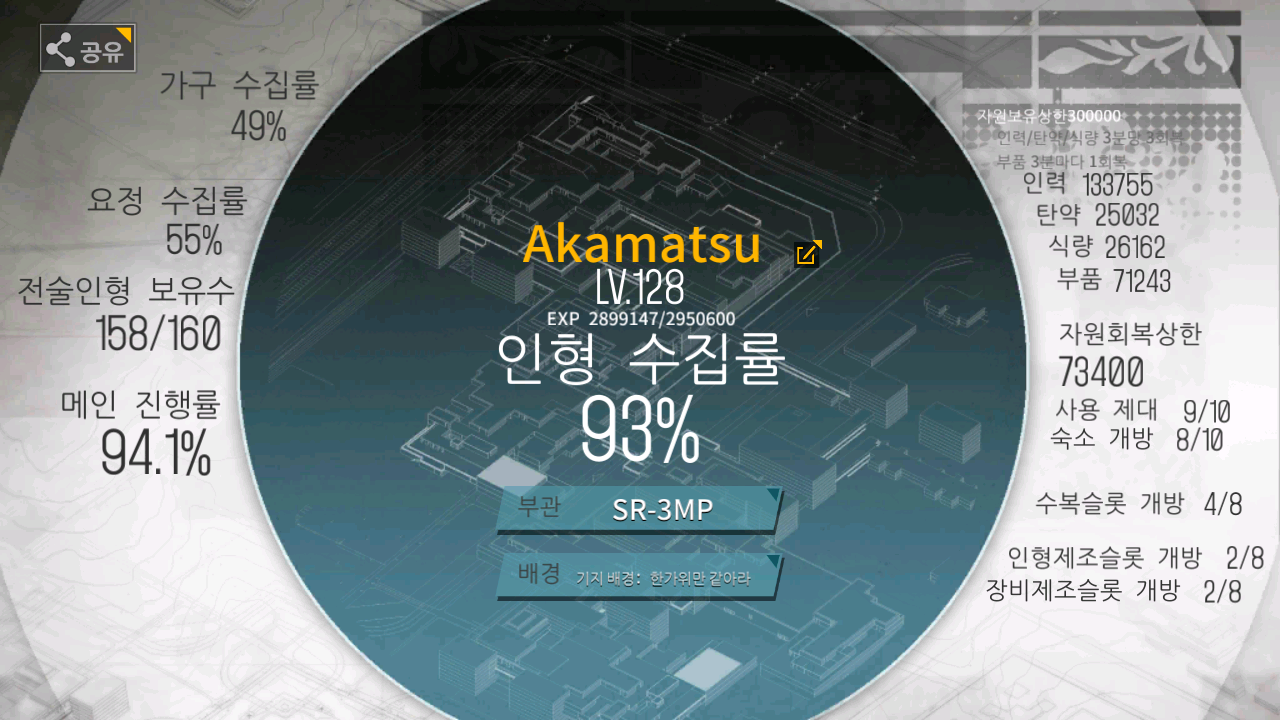 공유
가구 수집률
49%
요정 수집률
55%
전술인형 보유수
158/160
메인 진행률
94.1%
Akamatsu
LV.128
EXP 2899147/2950600
인형 수집률
93%
부관 SR-3MP
배경 기지 배경: 한가위만 같아라
자원보유상한300000
인력/탄약/식량 3분당 3회복
부품 3분마다 1회복
인력 133755
탄약 25032
식량 26162
부품 71243
자원회복상한
73400
사용 제대 9/10
숙소 개방 8/10
수복슬롯 개방 4/8
인형제조슬롯 개방 2/8
장비제조슬롯 개방 2/8